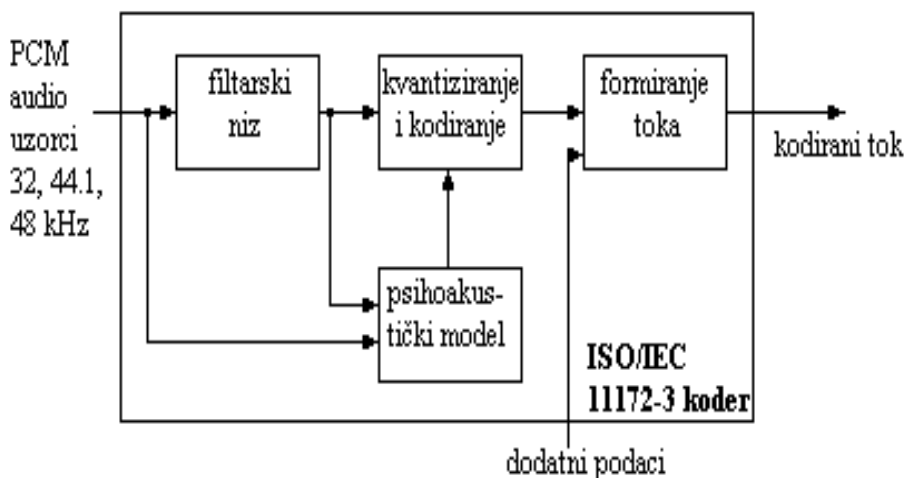 PCM
audio
uzorci
32, 44.1,
48 kHz
filtarski
niz
kvantiziranje
i kodiranje
formiranje
toka
kodirani tok
psihoakus-
tički model
ISO/IEC
11172-3 koder
dodatni podaci